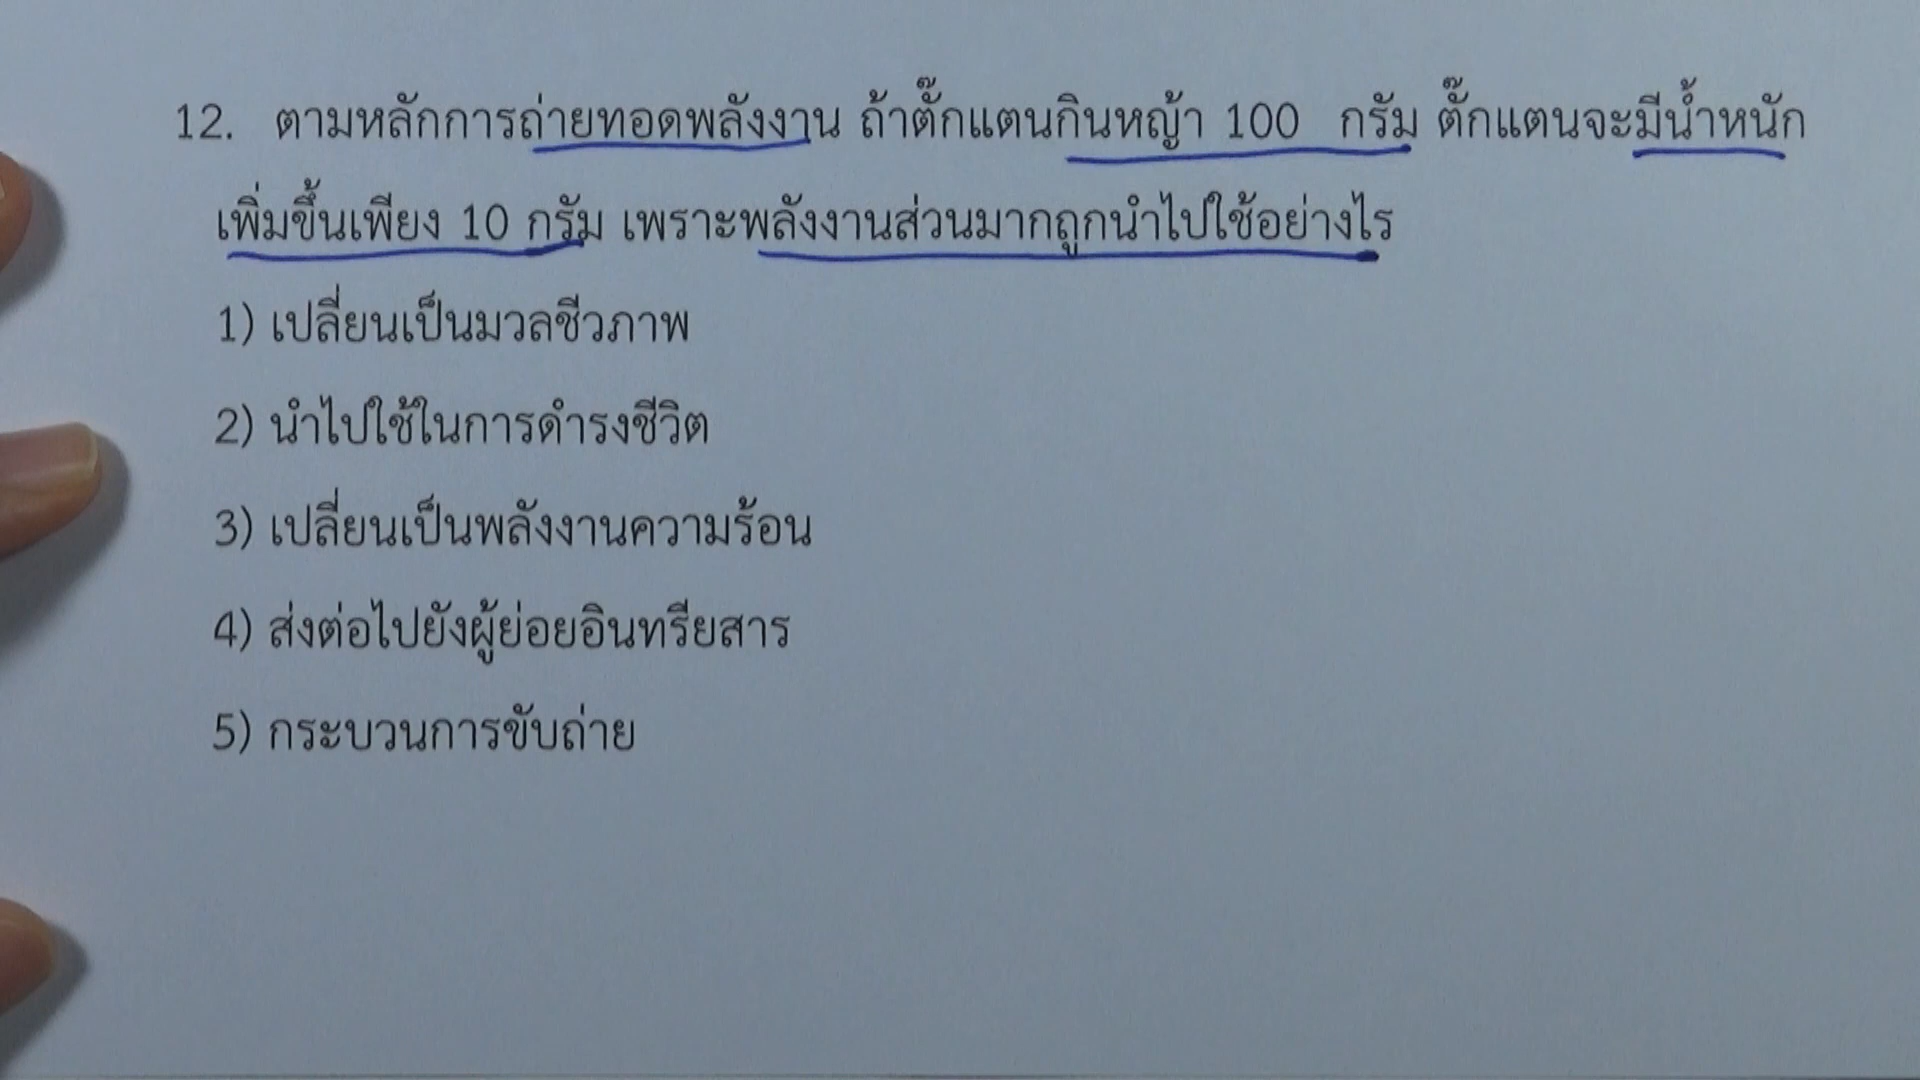 12. ตามหลักการถ่ายทอดพลังงาน ถ้าตั๊กแตนกินหญ้า 100 กรัม ตั๊กแตนจะมีน้ำหนัก
เพิ่มขึ้นเพียง 10 กรัม เพราะพลังงานส่วนมากถูกนำไปใช้อย่างไร
1) เปลี่ยนเป็นมวลชีวภาพ
2) นำไปใช้ในการดำรงชีวิต
3) เปลี่ยนเป็นพลังงานความร้อน
4) ส่งต่อไปยังผู้ย่อยอินทรียสาร
5) กระบวนการขับถ่าย